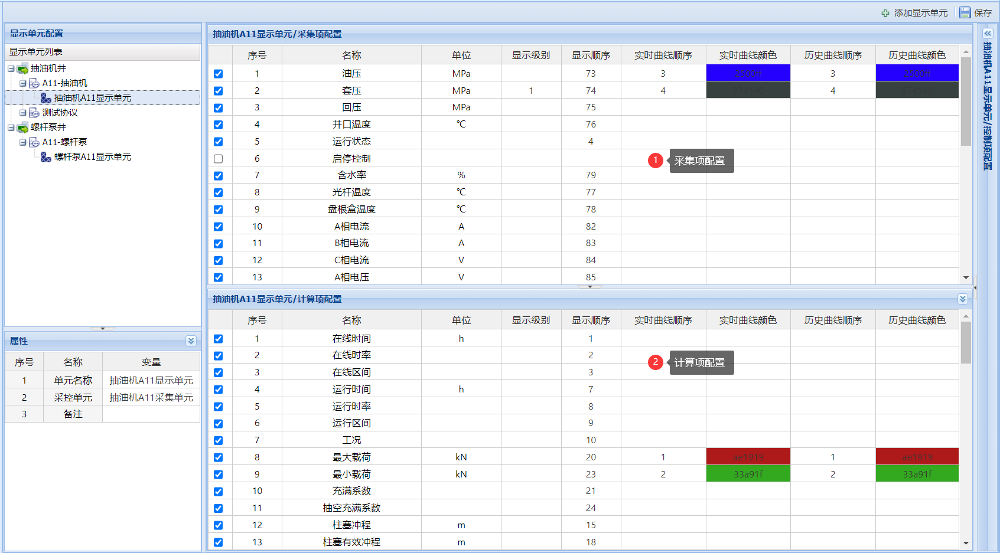 添加显示单元 保存
显示单元配置
显示单元列表
抽油机井
A11-抽油机
抽油机A11显示单元
测试协议
螺杆泵井
A11-螺杆泵
螺杆泵A11显示单元
属性
序号 名称 变量
1 单元名称 抽油机A11显示单元
2 采控单元 抽油机A11采集单元
3 备注
抽油机A11显示单元/采集项配置
序号 名称 单位 显示级别 显示顺序 实时曲线顺序 实时曲线颜色 历史曲线顺序 历史曲线颜色
1 油压 MPa 73 3 2500ff 3 2500ff
2 套压 MPa 1 74 4 4
3 回压 MPa 75
4 井口温度 ℃ 76
5 运行状态 4
6 启停控制
7 含水率 % 79
8 光杆温度 ℃ 77
9 盘根盒温度 ℃ 78
10 A相电流 A 82
11 B相电流 A 83
12 C相电流 V 84
13 A相电压 V 85
1 采集项配置
抽油机A11显示单元/计算项配置
序号 名称 单位 显示级别 显示顺序 实时曲线顺序 实时曲线颜色 历史曲线顺序 历史曲线颜色
1 在线时间 h 1
2 在线时率 2
3 在线区间 3
4 运行时间 h 7
5 运行时率 8
6 运行区间 9
7 工况 10
8 最大载荷 kN 20 1 ae1919 1 ae1919
9 最小载荷 kN 23 2 33a91f 2 33a91f
10 充满系数 21
11 抽空充满系数 24
12 柱塞冲程 m 15
13 柱塞有效冲程 m 18
2 计算项配置
抽油机A11显示单元/控制项配置